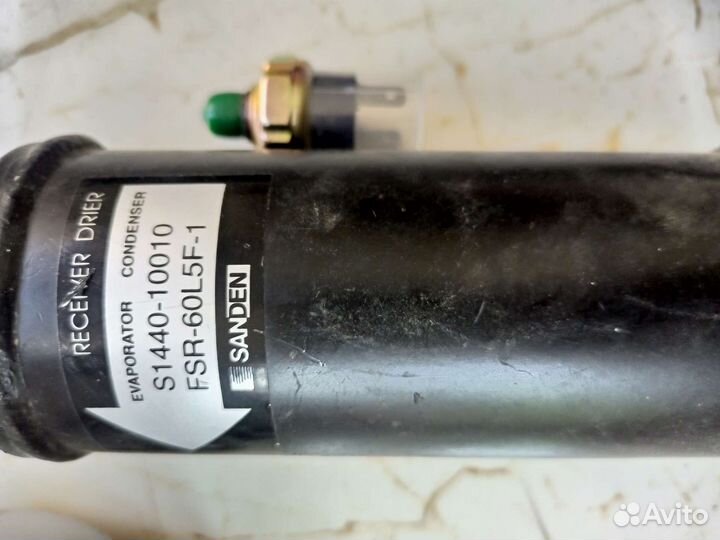 RECEIVER DRIER
EVAPORATOR CONDENSER
S1440-10010
FSR-60L5F-1
SANDEN
Avito